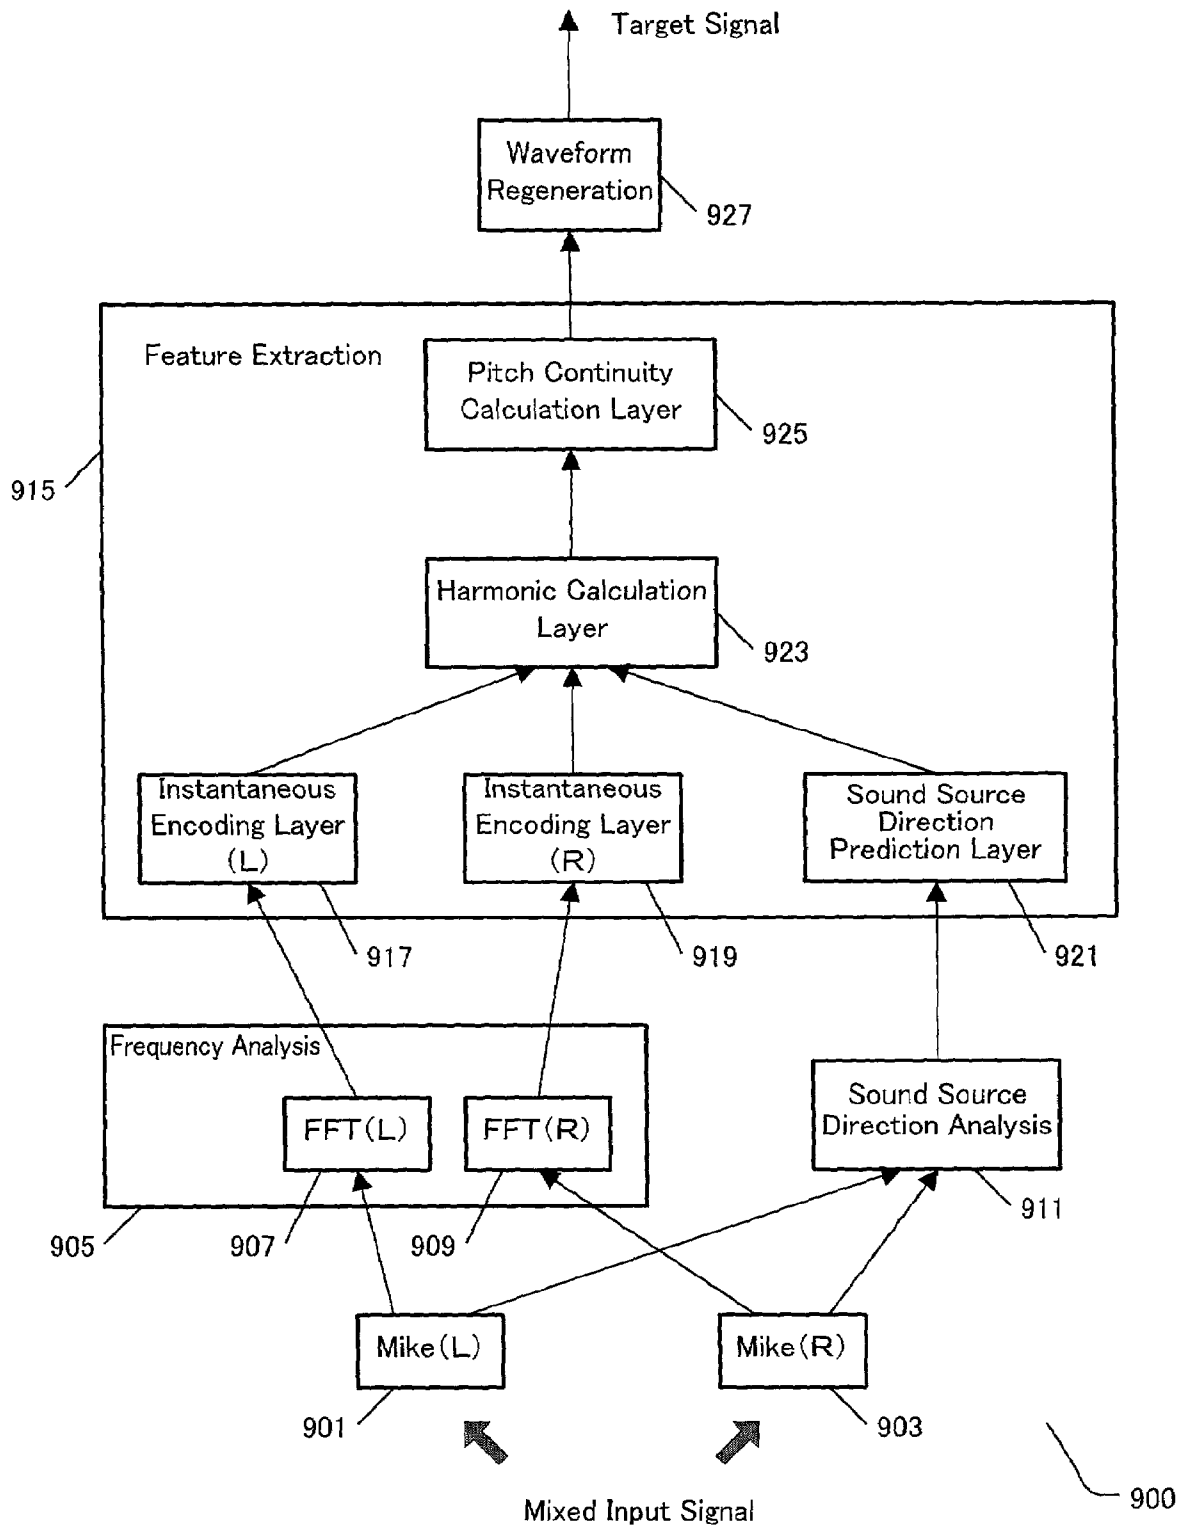 Target Signal
Waveform
Regeneration
927
Feature Extraction
Pitch Continuity
Calculation Layer
925
915
Harmonic Calculation
Layer
923
Instantaneous
Encoding Layer
(L)
Instantaneous
Encoding Layer
(R)
Sound Source
Direction
Prediction Layer
917
919
921
Frequency Analysis
FFT(L)
FFT(R)
Sound Source
Direction Analysis
905
907
909
911
Mike(L)
Mike(R)
901
903
Mixed Input Signal
900